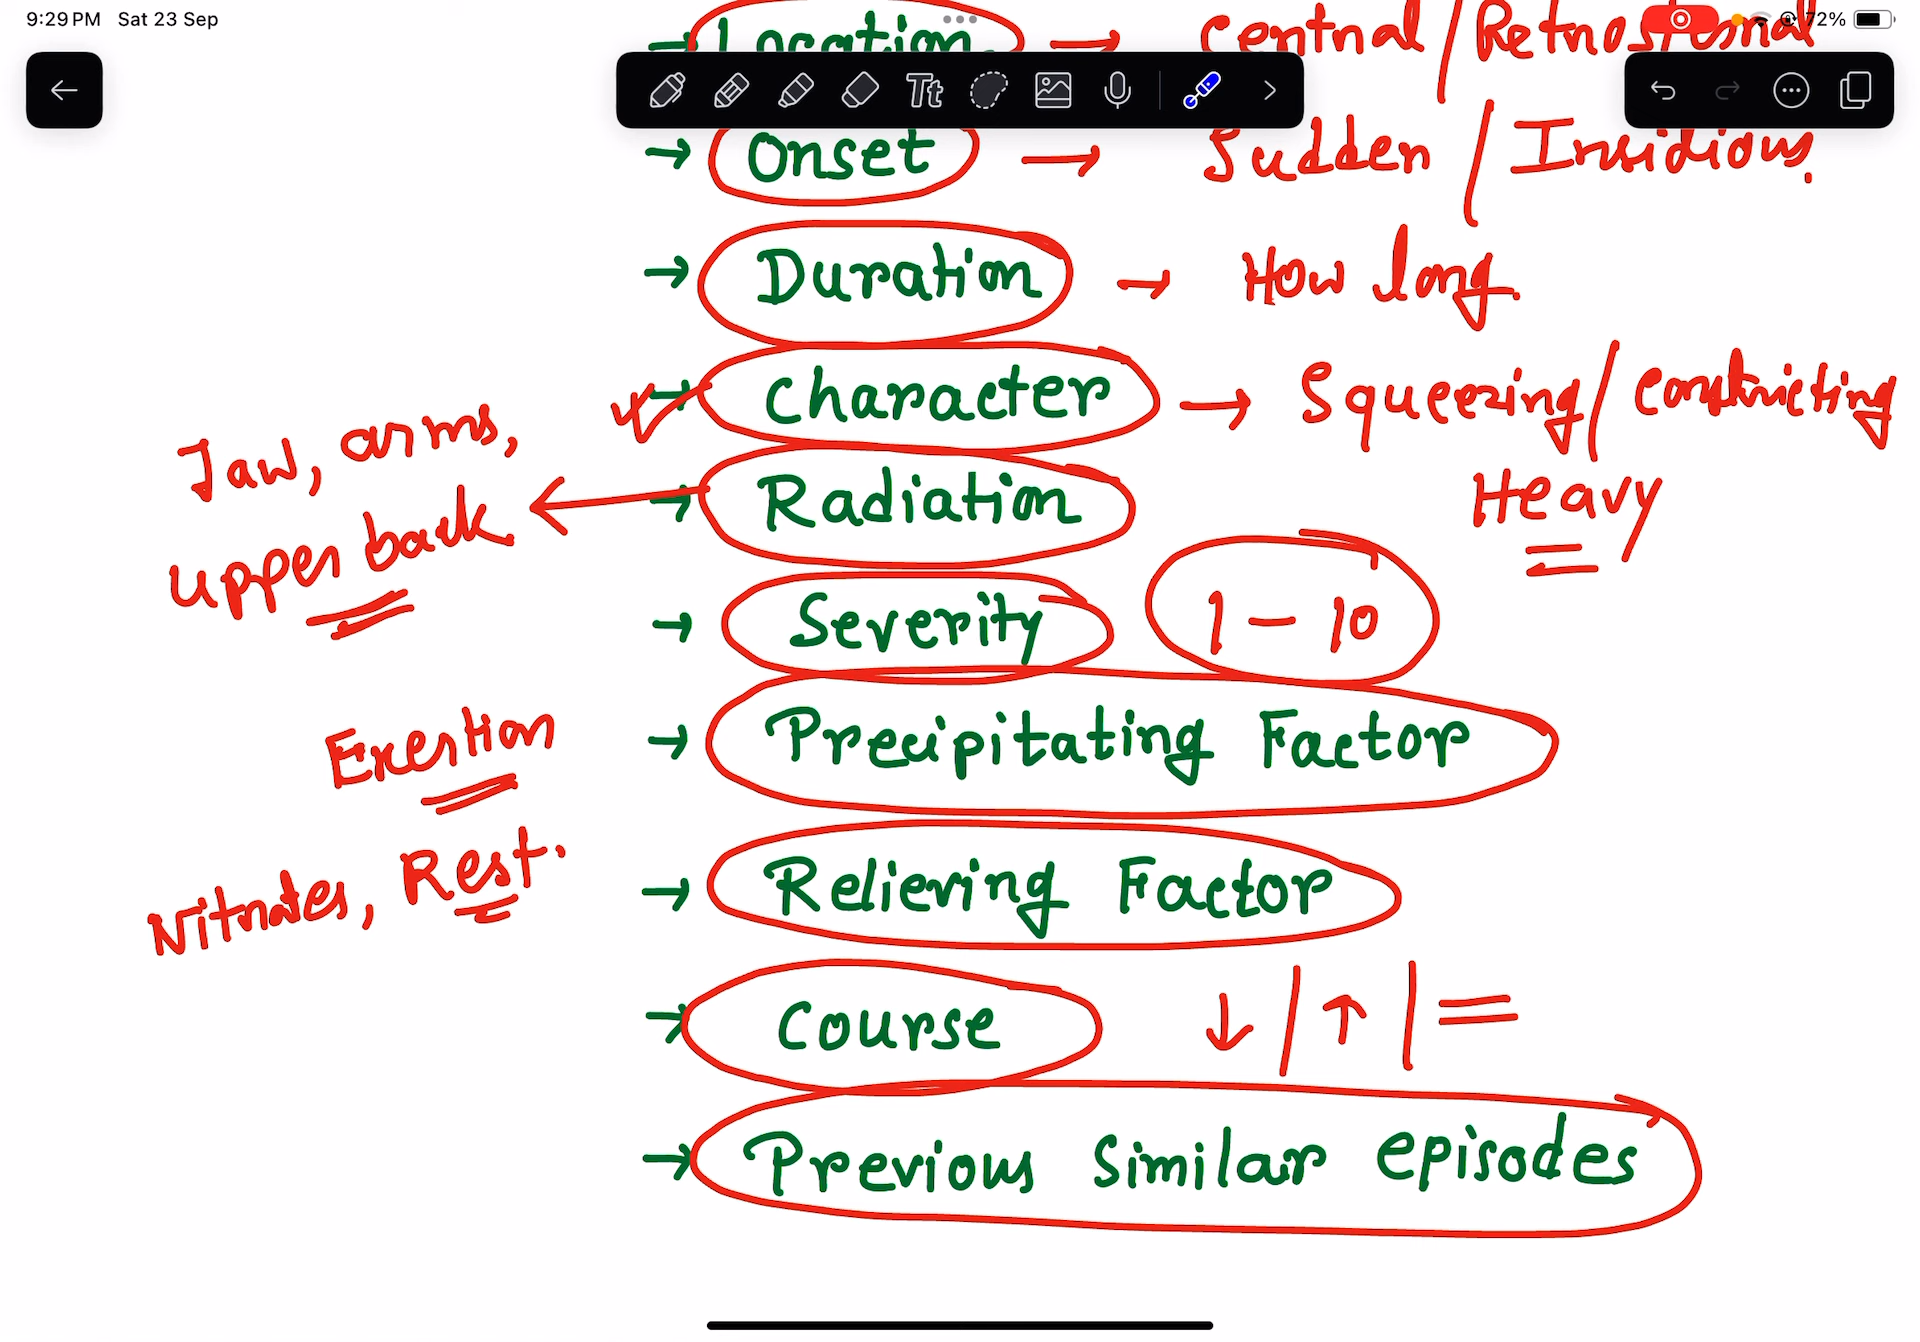 9:29 PM Sat 23 Sep 72%
→ Location → Central / Retrosternal
Tt
→ Onset → Sudden / Insidious.
→ Duration → How long.
→ Character → Squeezing / constricting
Heavy
→ Radiation
Jaw, arms,
upper back
→ Severity 1 - 10
→ Precipitating Factor
Exertion
→ Relieving Factor
Nitrates, Rest.
→ Course ↓ | ↑ | =
→ Previous Similar episodes